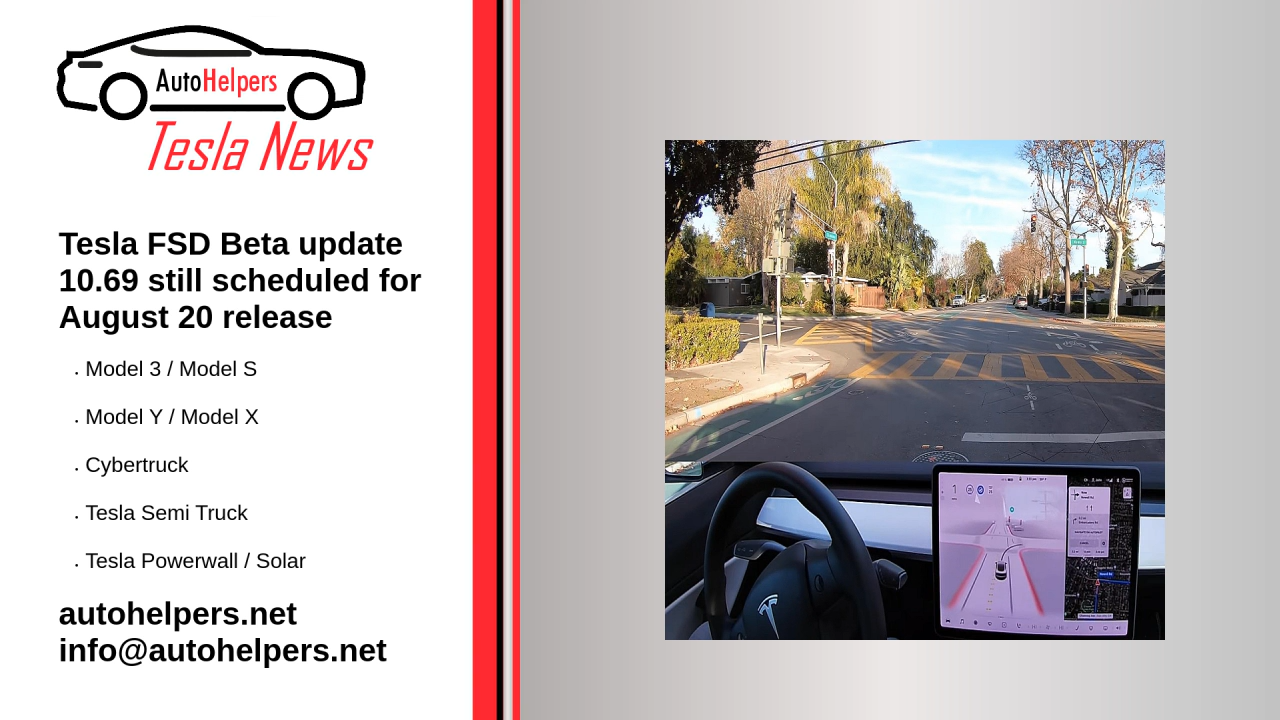 AutoHelpers
Tesla News
Tesla FSD Beta update
10.69 still scheduled for
August 20 release
. Model 3 / Model S
. Model Y / Model X
. Cybertruck
. Tesla Semi Truck
. Tesla Powerwall / Solar
autohelpers.net
info@autohelpers.net